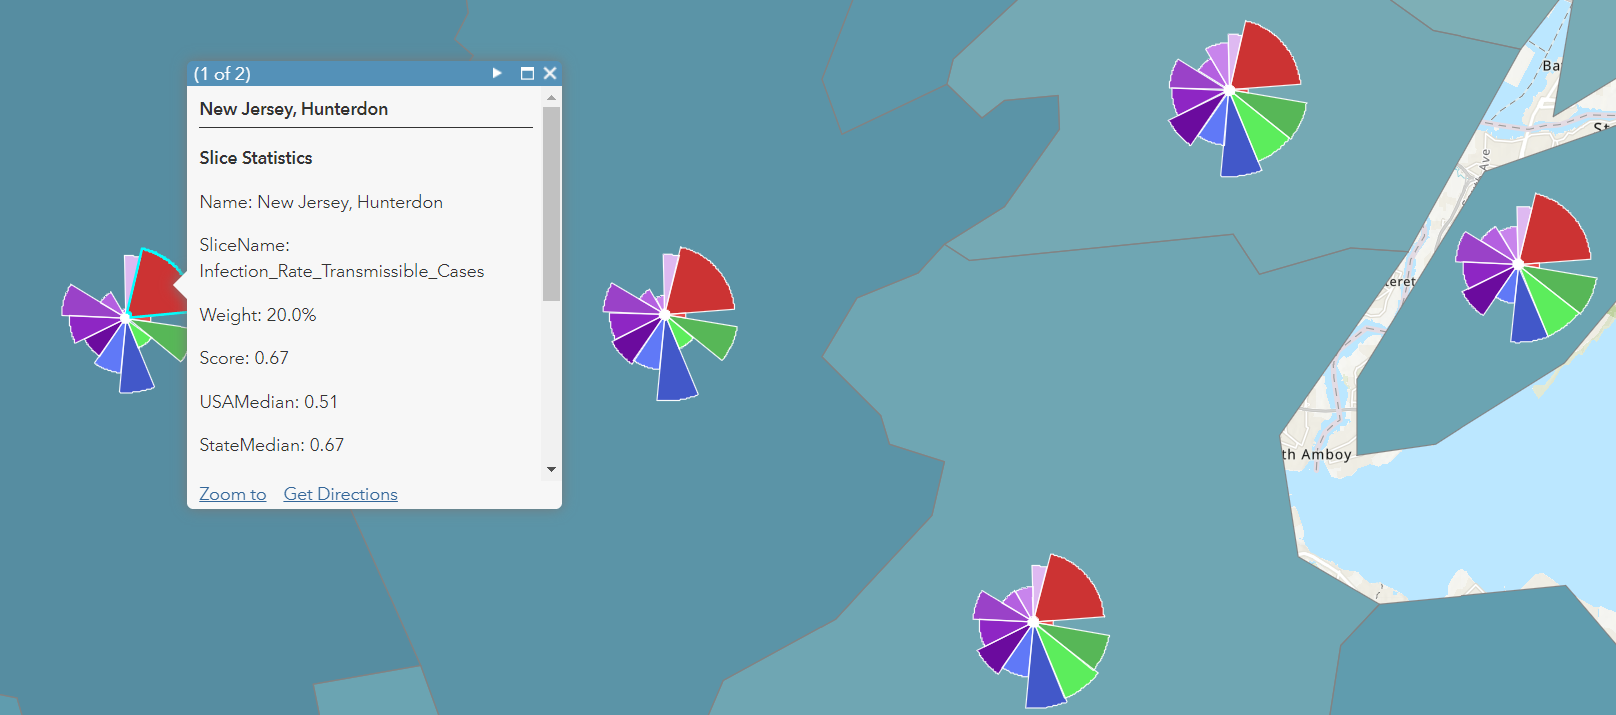 (1 of 2)
New Jersey, Hunterdon
Slice Statistics
Name: New Jersey, Hunterdon
SliceName:
Infection_Rate_Transmissible_Cases
Weight: 20.0%
Score: 0.67
USAMedian: 0.51
StateMedian: 0.67
Zoom to Get Directions
Ba
St
Ave
teret
th Amboy